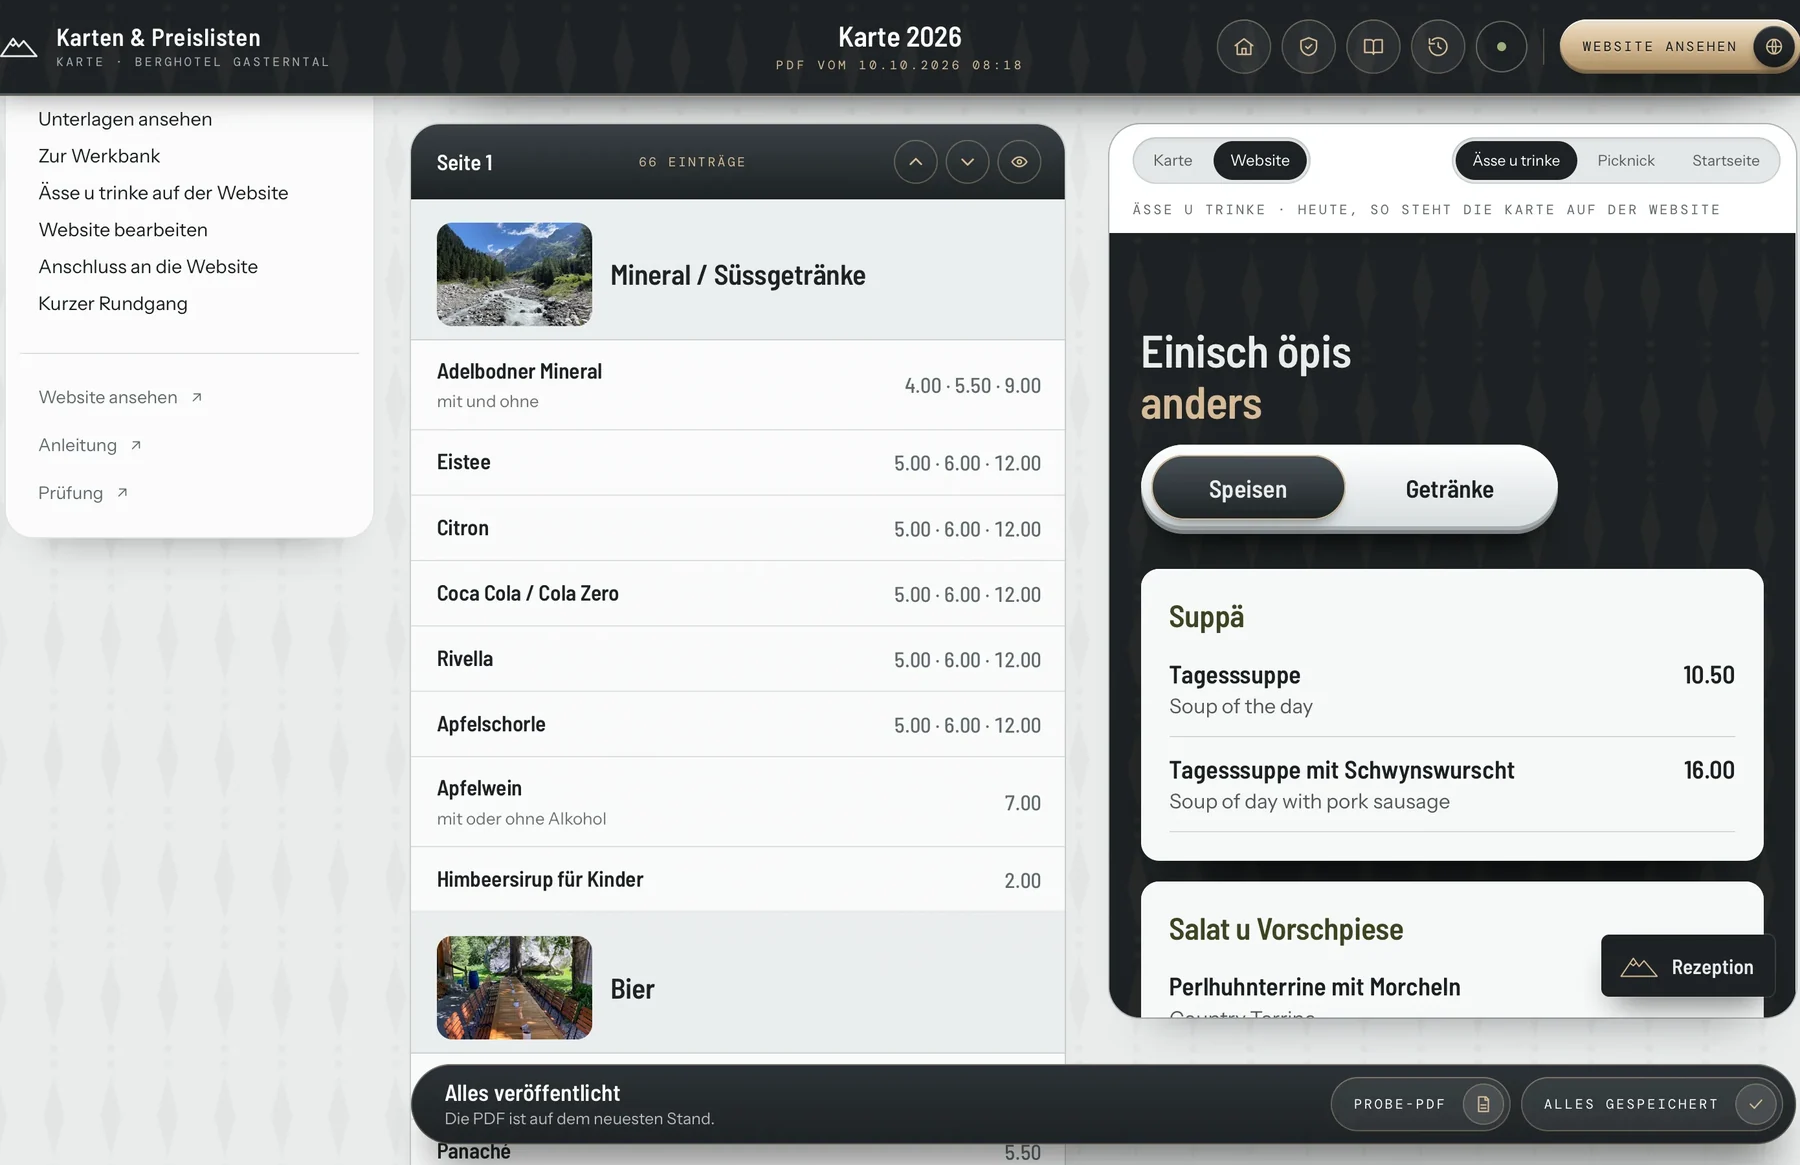 Karten & Preislisten
KARTE · BERGHOTEL GASTERNTAL
Karte 2026
PDF VOM 10.10.2026 08:18
WEBSITE ANSEHEN
Unterlagen ansehen
Zur Werkbank
Ässe u trinke auf der Website
Website bearbeiten
Anschluss an die Website
Kurzer Rundgang
Website ansehen ↗
Anleitung ↗
Prüfung ↗
Seite 1
66 EINTRÄGE
Mineral / Süssgetränke
Adelbodner Mineral
mit und ohne
4.00 · 5.50 · 9.00
Eistee 5.00 · 6.00 · 12.00
Citron 5.00 · 6.00 · 12.00
Coca Cola / Cola Zero 5.00 · 6.00 · 12.00
Rivella 5.00 · 6.00 · 12.00
Apfelschorle 5.00 · 6.00 · 12.00
Apfelwein
mit oder ohne Alkohol
7.00
Himbeersirup für Kinder 2.00
Bier
Panaché 5.50
Karte Website
Ässe u trinke Picknick Startseite
ÄSSE U TRINKE · HEUTE, SO STEHT DIE KARTE AUF DER WEBSITE
Einisch öpis
anders
Speisen Getränke
Suppä
Tagesssuppe 10.50
Soup of the day
Tagesssuppe mit Schwynswurscht 16.00
Soup of day with pork sausage
Salat u Vorschpiese
Perlhuhnterrine mit Morcheln
Country Terrine
Rezeption
Alles veröffentlicht
Die PDF ist auf dem neuesten Stand.
PROBE-PDF
ALLES GESPEICHERT